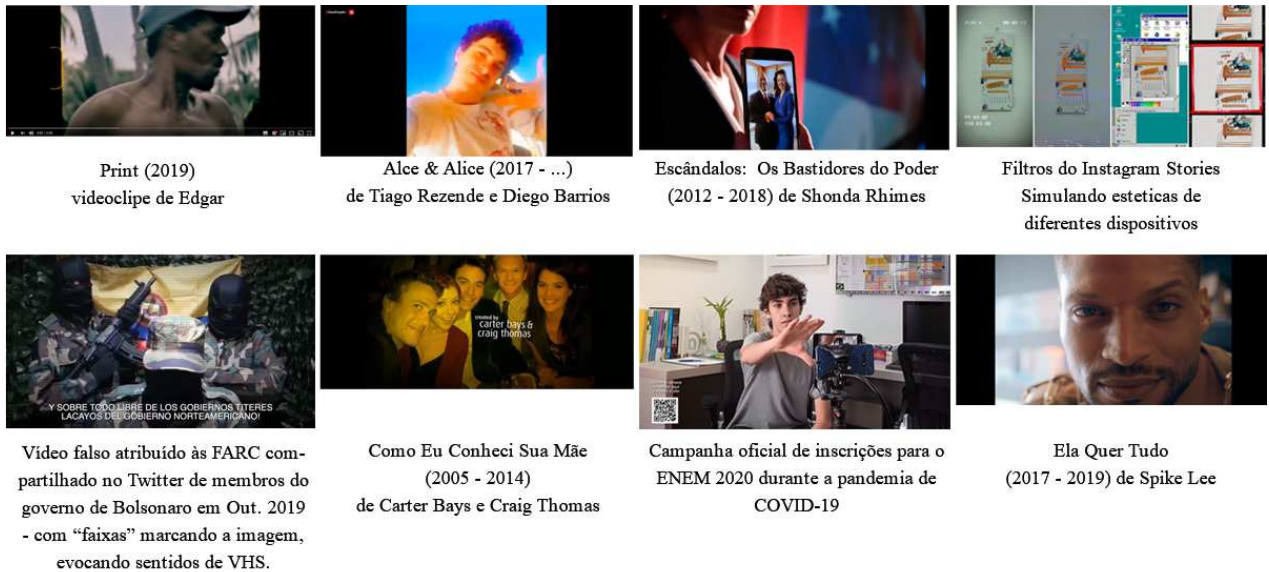 Print (2019)
videoclipe de Edgar
Alce & Alice (2017 - ...)
de Tiago Rezende e Diego Barrios
Escândalos: Os Bastidores do Poder
(2012 - 2018) de Shonda Rhimes
Filtros do Instagram Stories
Simulando esteticas de
diferentes dispositivos
Y SOBRE TODO LIBRE DE LOS GOBIERNOS TITERES
LACAYOS DEL GOBIERNO NORTEAMERICANO!
created by
carter bays &
craig thomas
Vídeo falso atribuído às FARC com-
partilhado no Twitter de membros do
governo de Bolsonaro em Out. 2019
- com “faixas” marcando a imagem,
evocando sentidos de VHS.
Como Eu Conheci Sua Mãe
(2005 - 2014)
de Carter Bays e Craig Thomas
Campanha oficial de inscrições para o
ENEM 2020 durante a pandemia de
COVID-19
Ela Quer Tudo
(2017 - 2019) de Spike Lee